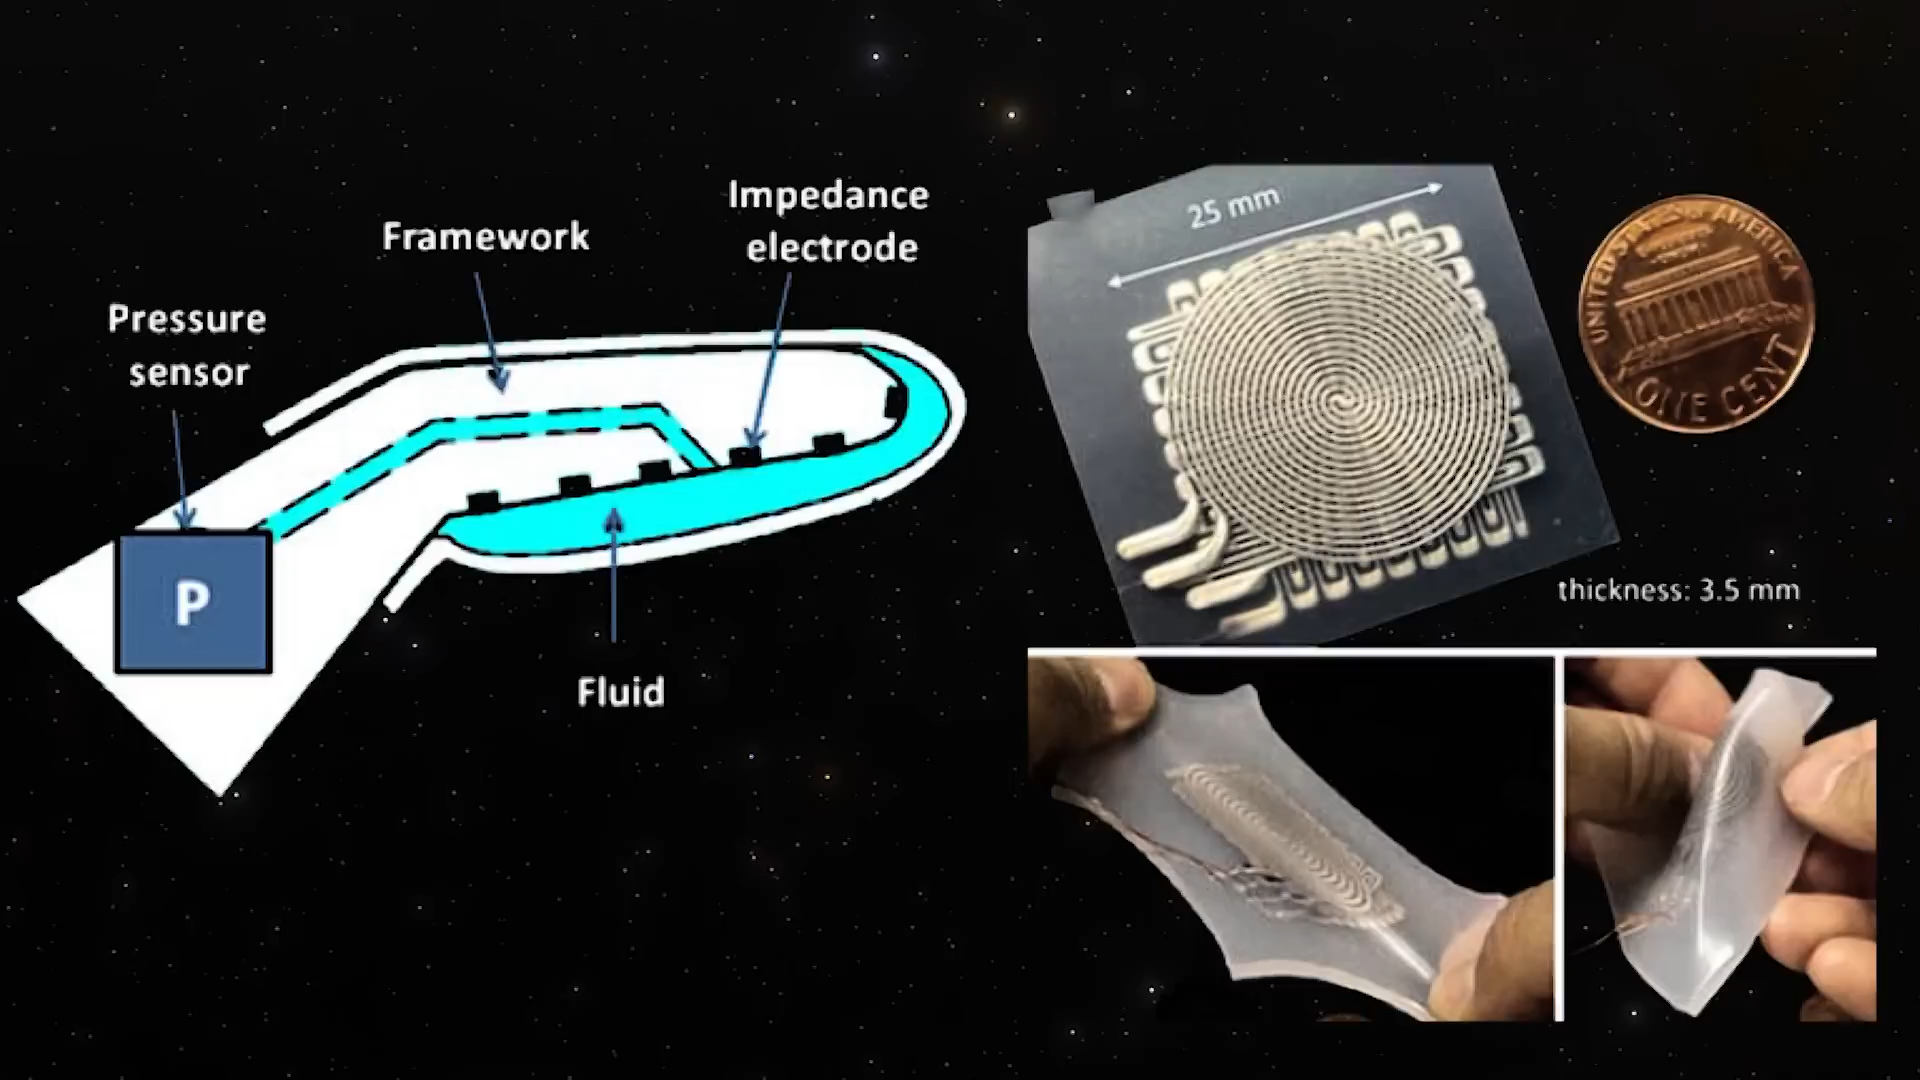 Impedance
electrode
Framework
Pressure
sensor
P
Fluid
25 mm
UNITED STATES OF AMERICA
ONE CENT
thickness: 3.5 mm